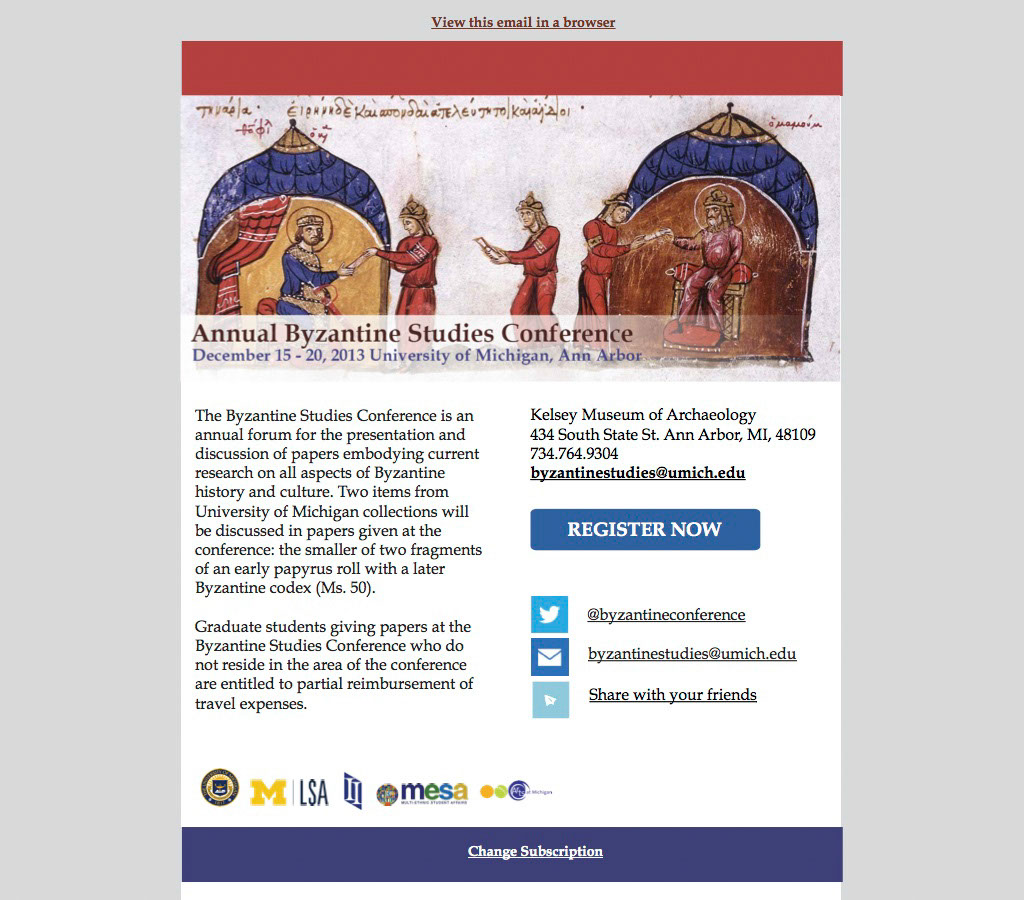 View this email in a browser
Annual Byzantine Studies Conference
December 15 - 20, 2013 University of Michigan, Ann Arbor
The Byzantine Studies Conference is an
annual forum for the presentation and
discussion of papers embodying current
research on all aspects of Byzantine
history and culture. Two items from
University of Michigan collections will
be discussed in papers given at the
conference: the smaller of two fragments
of an early papyrus roll with a later
Byzantine codex (Ms. 50).
Graduate students giving papers at the
Byzantine Studies Conference who do
not reside in the area of the conference
are entitled to partial reimbursement of
travel expenses.
Kelsey Museum of Archaeology
434 South State St. Ann Arbor, MI, 48109
734.764.9304
byzantinestudies@umich.edu
REGISTER NOW
@byzantineconference
byzantinestudies@umich.edu
Share with your friends
M LSA
mesa
MULTI-ETHNIC STUDENT AFFAIRS
of Michigan
Change Subscription